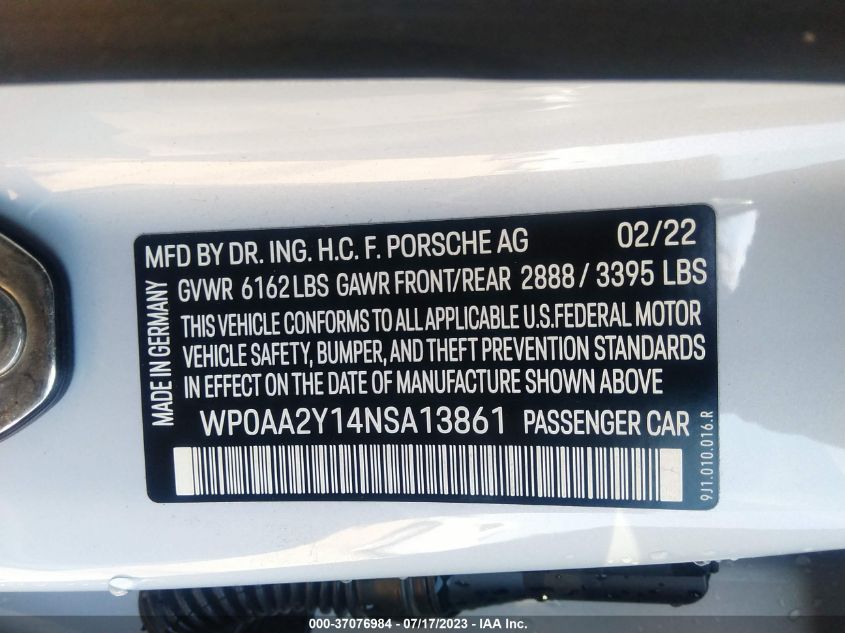 MFD BY DR. ING. H.C. F. PORSCHE AG 02/22
GVWR 6162 LBS GAWR FRONT/REAR 2888 / 3395 LBS
THIS VEHICLE CONFORMS TO ALL APPLICABLE U.S. FEDERAL MOTOR
VEHICLE SAFETY, BUMPER, AND THEFT PREVENTION STANDARDS
IN EFFECT ON THE DATE OF MANUFACTURE SHOWN ABOVE
WP0AA2Y14NSA13861 PASSENGER CAR
MADE IN GERMANY
9J1.010.016.R
000-37076984 - 07/17/2023 - IAA Inc.